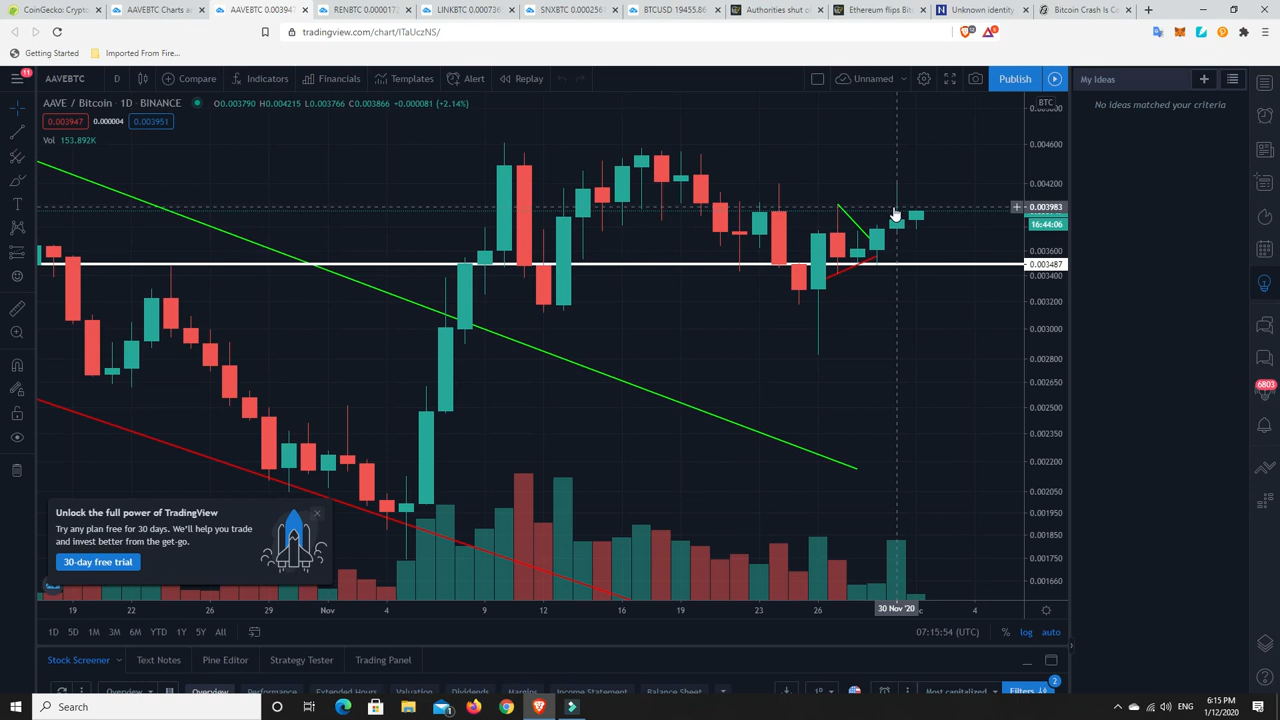 CoinGecko: Crypto
AAVEBTC Charts a
AAVEBTC 0.003947
RENBTC 0.0000172
LINKBTC 0.000736
SNXBTC 0.0002561
BTCUSD 19455.86
Authorities shut o
Ethereum flips Bit
Unknown identity
Bitcoin Crash Is Co
tradingview.com/chart/ITaUczNS/
Getting Started
Imported From Fire...
11
AAVEBTC
D
Compare
Indicators
Financials
Templates
Alert
Replay
Unnamed
Publish
My Ideas
AAVE / Bitcoin · 1D · BINANCE
O0.003790 H0.004215 L0.003766 C0.003866 +0.000081 (+2.14%)
BTC
No ideas matched your criteria
0.003947
0.000004
0.003951
Vol 153.892K
0.004600
0.004200
0.003983
16:44:06
0.003600
0.003487
0.003400
0.003200
0.003000
0.002800
0.002650
0.002500
0.002350
0.002200
0.002050
0.001950
0.001850
0.001750
0.001660
6803
Unlock the full power of TradingView
Try any plan free for 30 days. We'll help you trade
and invest better from the get-go.
30-day free trial
19
22
26
29
Nov
4
9
12
16
19
23
26
30 Nov '20
4
1D
5D
1M
3M
6M
YTD
1Y
5Y
All
07:15:54 (UTC)
%
log
auto
Stock Screener
Text Notes
Pine Editor
Strategy Tester
Trading Panel
2
Overview
Overview
Performance
Extended Hours
Valuation
Dividends
Margins
Income Statement
Balance Sheet
Most capitalized
Filters
Search
ENG
6:15 PM
1/12/2020